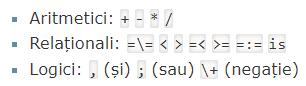 Aritmetici: + - * /
Relaționali: =\= < > =< >= =:= is
Logici: , (și) ; (sau) \+ (negație)